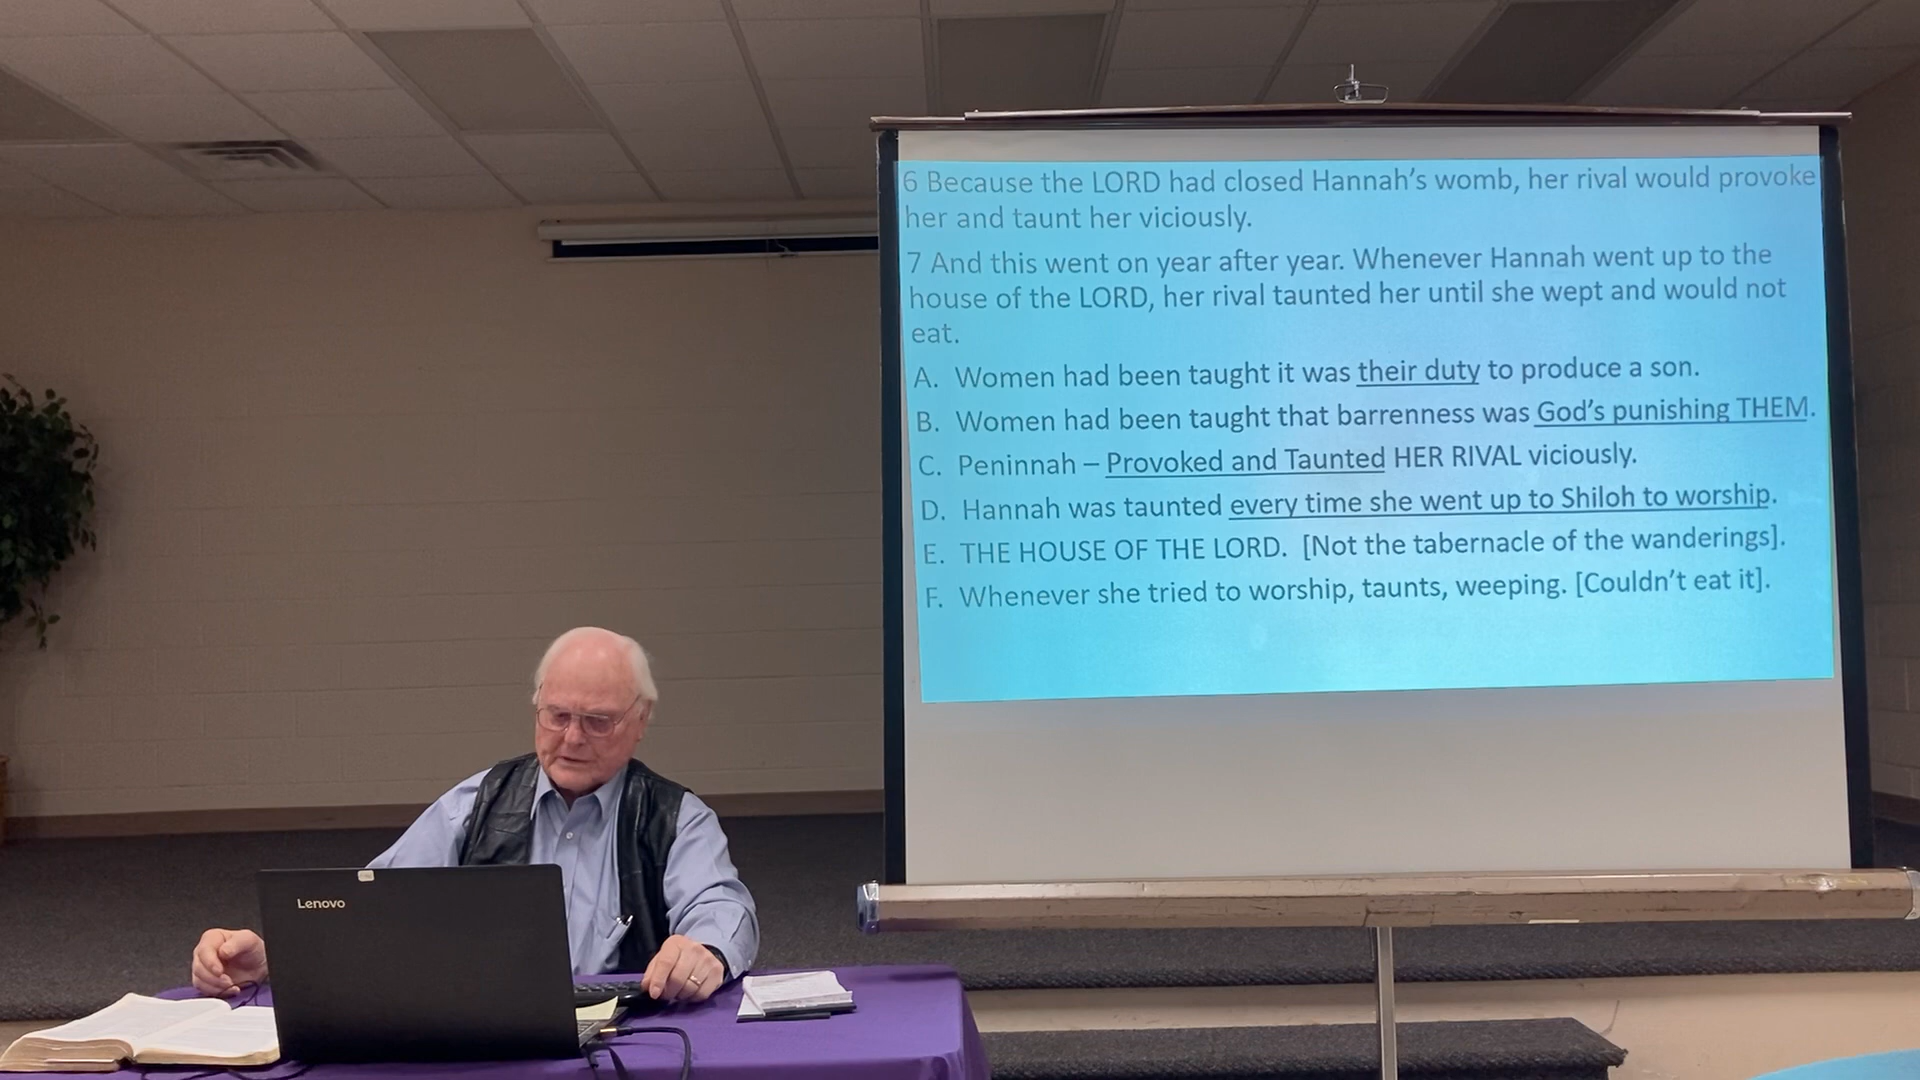 6 Because the LORD had closed Hannah's womb, her rival would provoke
her and taunt her viciously.
7 And this went on year after year. Whenever Hannah went up to the
house of the LORD, her rival taunted her until she wept and would not
eat.
A. Women had been taught it was their duty to produce a son.
B. Women had been taught that barrenness was God's punishing THEM.
C. Peninnah – Provoked and Taunted HER RIVAL viciously.
D. Hannah was taunted every time she went up to Shiloh to worship.
E. THE HOUSE OF THE LORD. [Not the tabernacle of the wanderings].
F. Whenever she tried to worship, taunts, weeping. [Couldn't eat it].
Lenovo